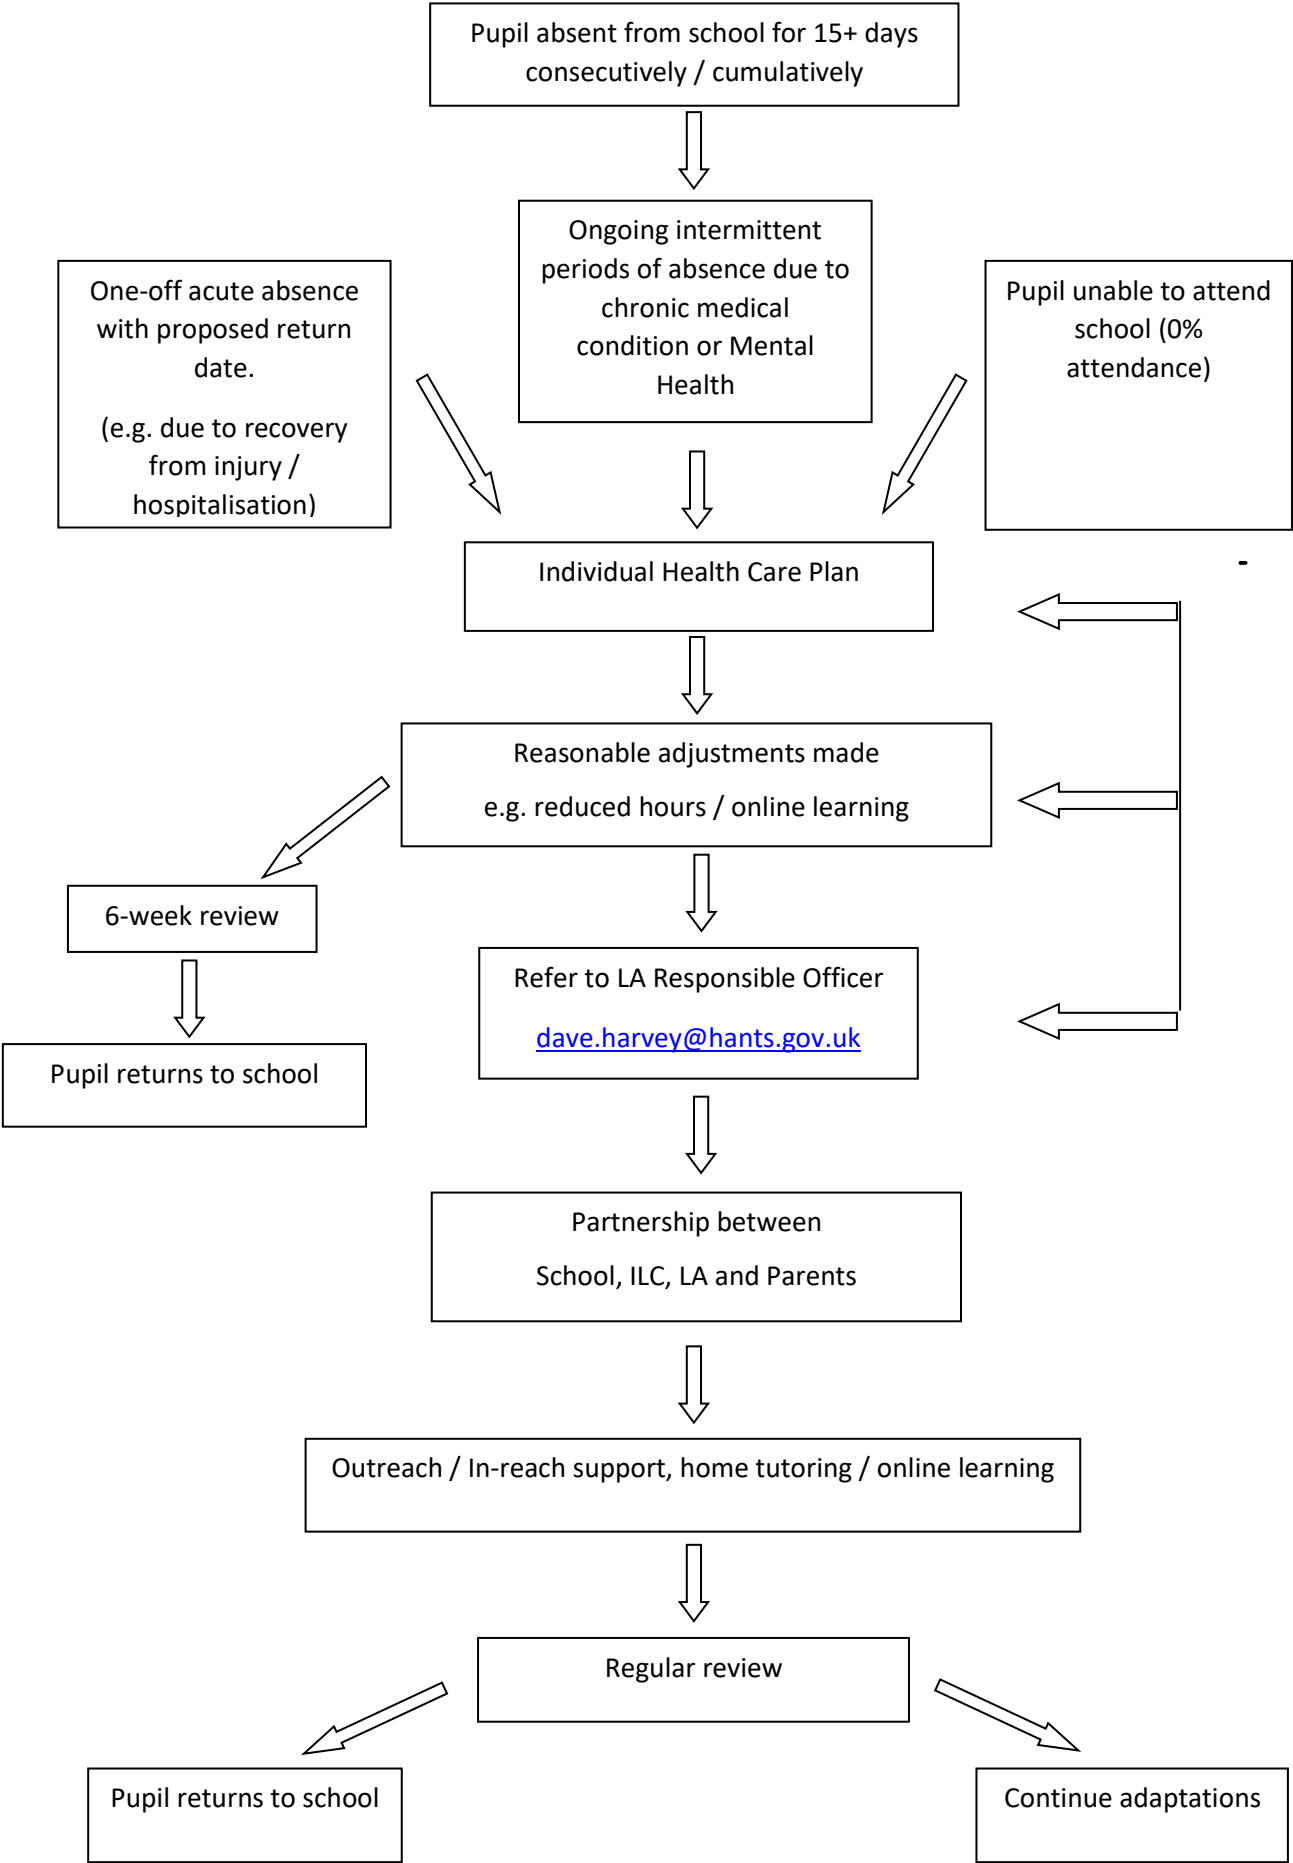 Pupil absent from school for 15+ days
consecutively / cumulatively
One-off acute absence
with proposed return
date.
(e.g. due to recovery
from injury /
hospitalisation)
Ongoing intermittent
periods of absence due to
chronic medical
condition or Mental
Health
Pupil unable to attend
school (0%
attendance)
-
Individual Health Care Plan
Reasonable adjustments made
e.g. reduced hours / online learning
6-week review
Pupil returns to school
Refer to LA Responsible Officer
dave.harvey@hants.gov.uk
Partnership between
School, ILC, LA and Parents
Outreach / In-reach support, home tutoring / online learning
Regular review
Pupil returns to school
Continue adaptations